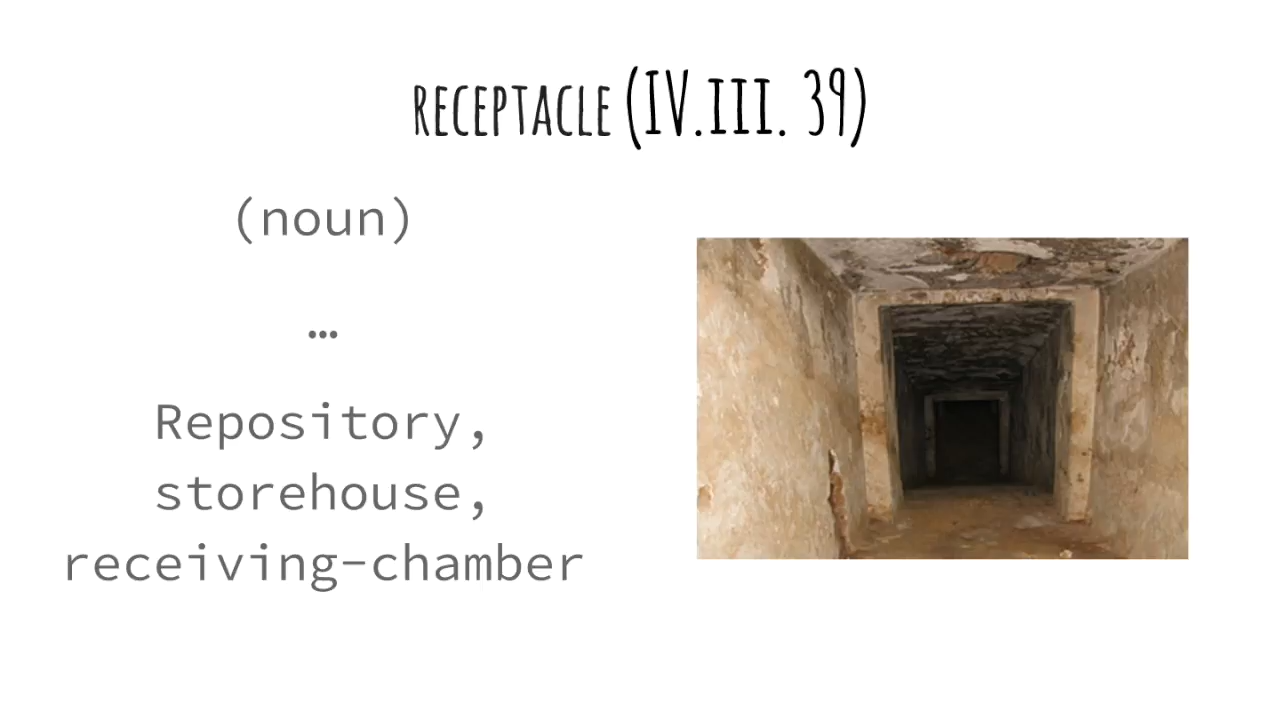 RECEPTACLE (IV.III. 39)
(noun)
…
Repository,
storehouse,
receiving-chamber